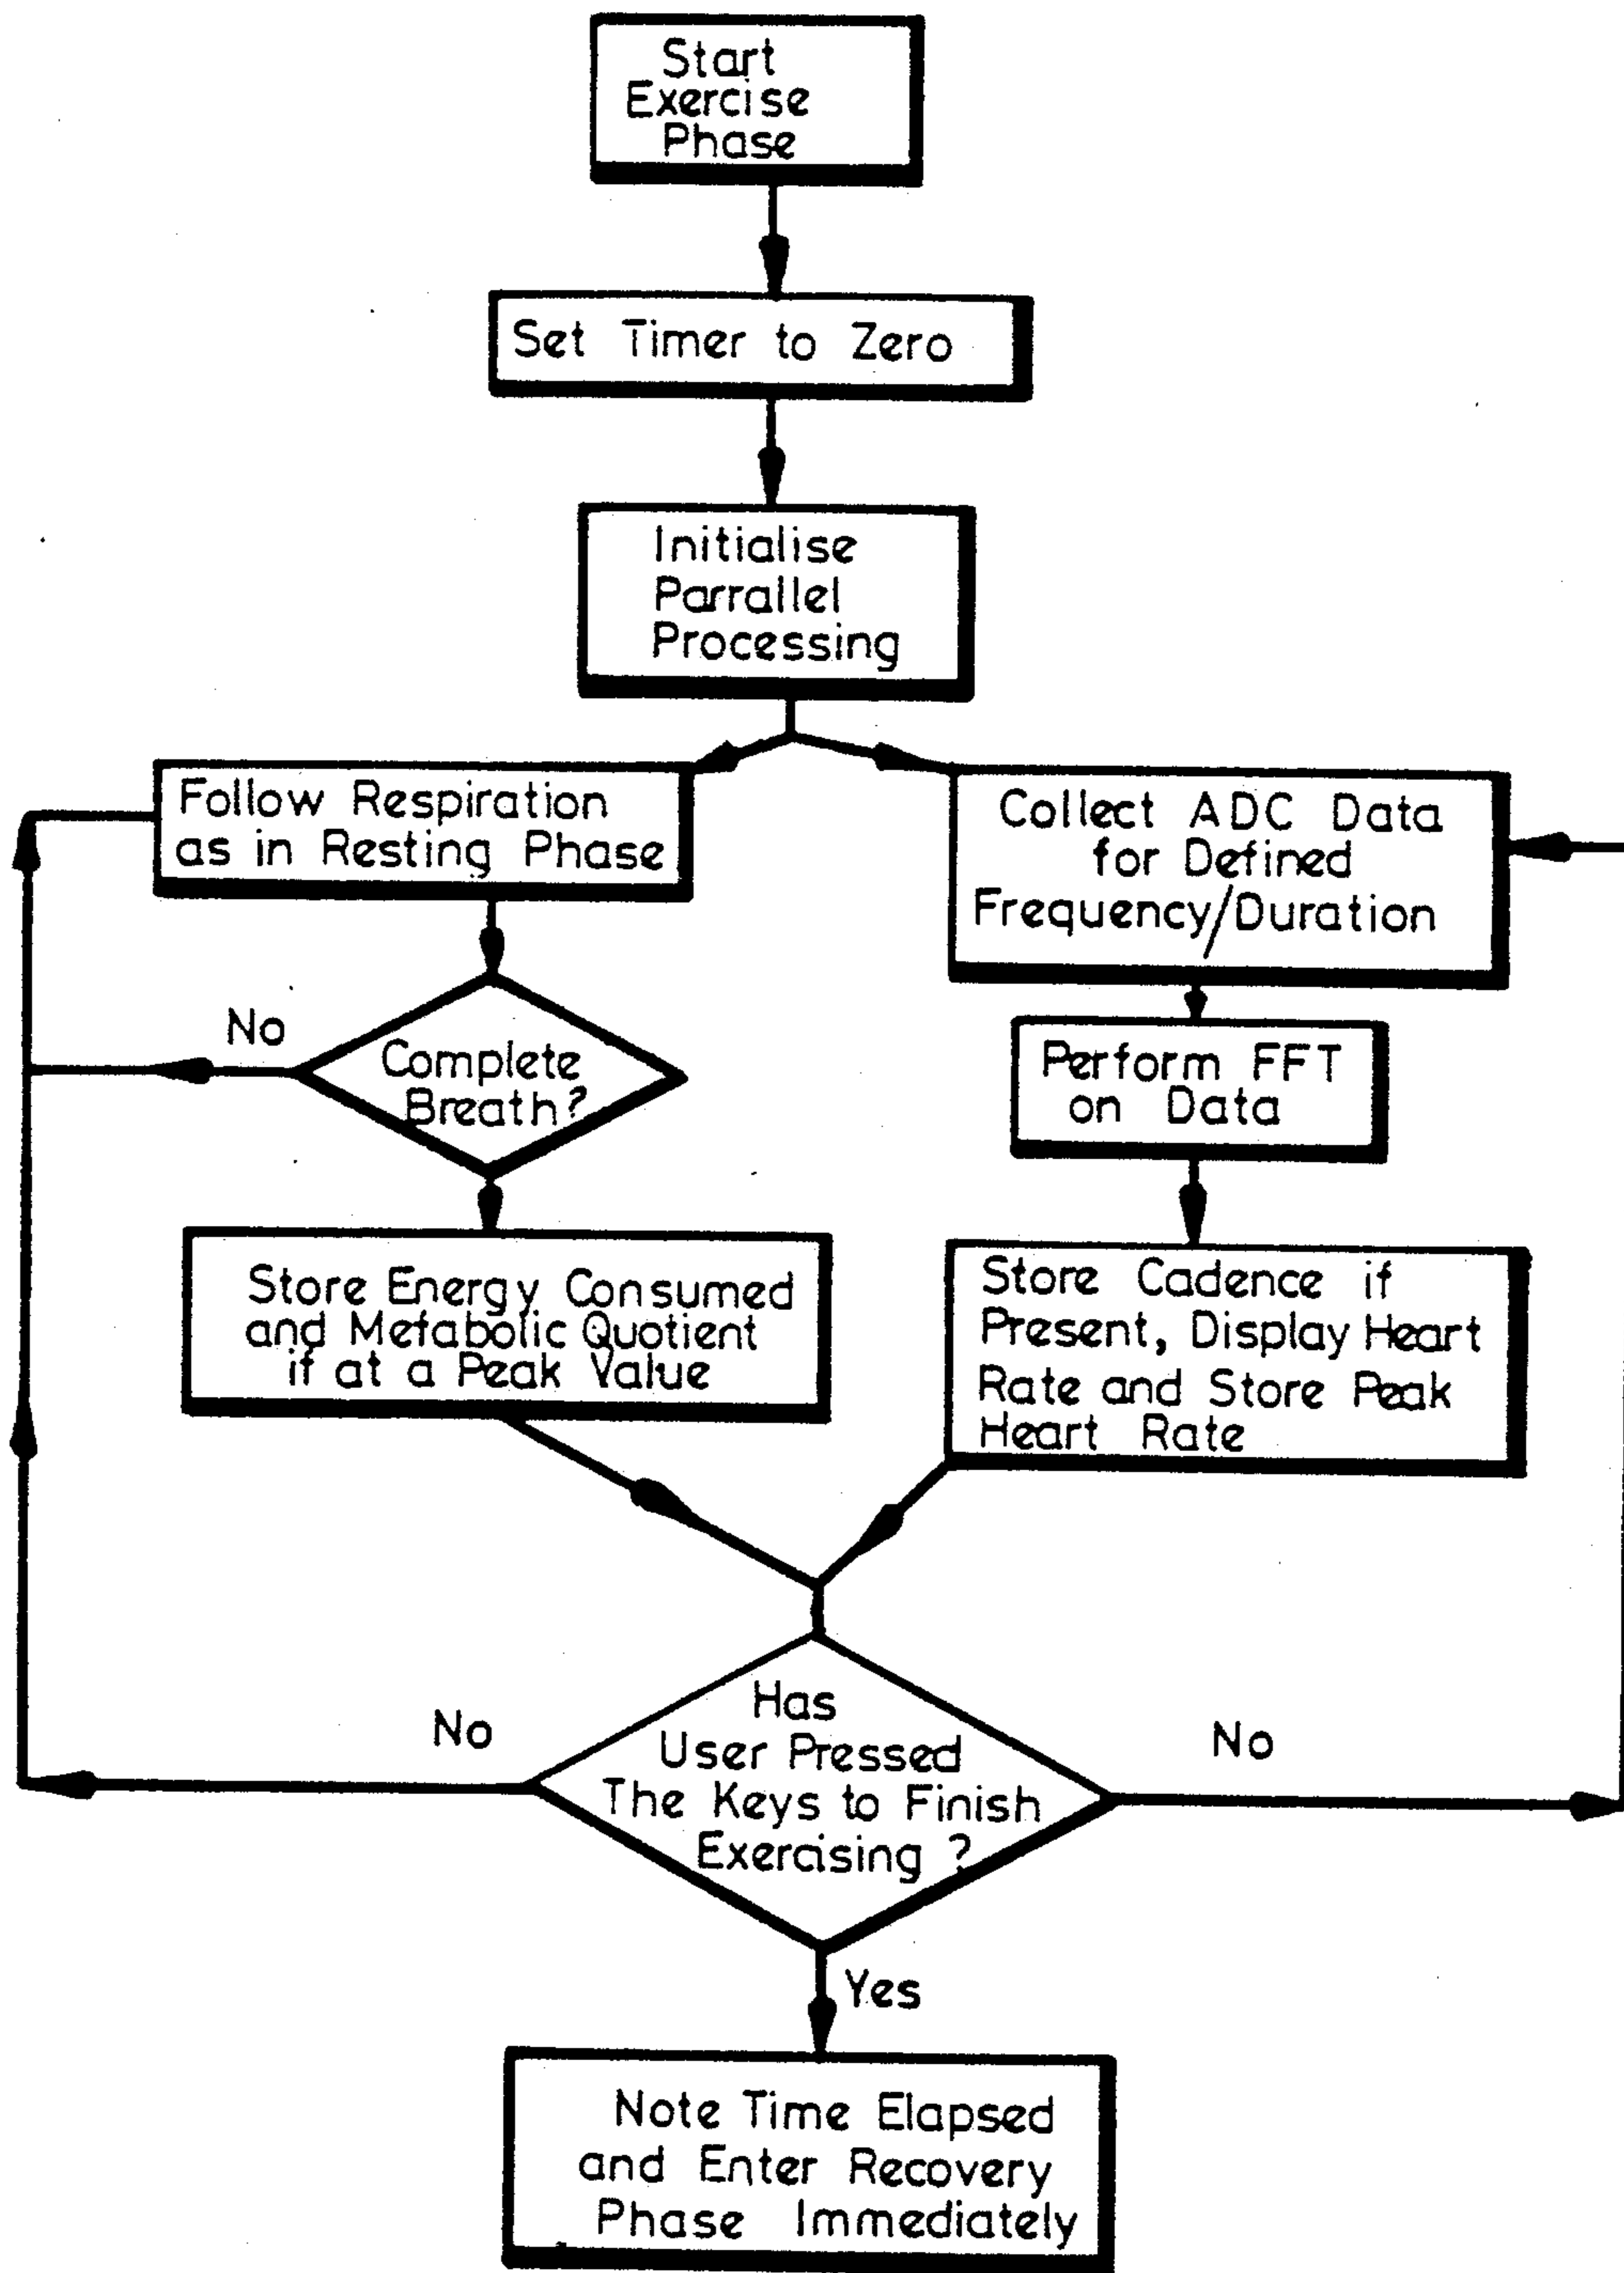 Start
Exercise
Phase
Set Timer to Zero
Initialise
Parrallel
Processing
Follow Respiration
as in Resting Phase
Collect ADC Data
for Defined
Frequency/Duration
No
Complete
Breath?
Perform FFT
on Data
Store Energy Consumed
and Metabolic Quotient
if at a Peak Value
Store Cadence if
Present, Display Heart
Rate and Store Peak
Heart Rate
No
Has
User Pressed
The Keys to Finish
Exercising ?
No
Yes
Note Time Elapsed
and Enter Recovery
Phase Immediately